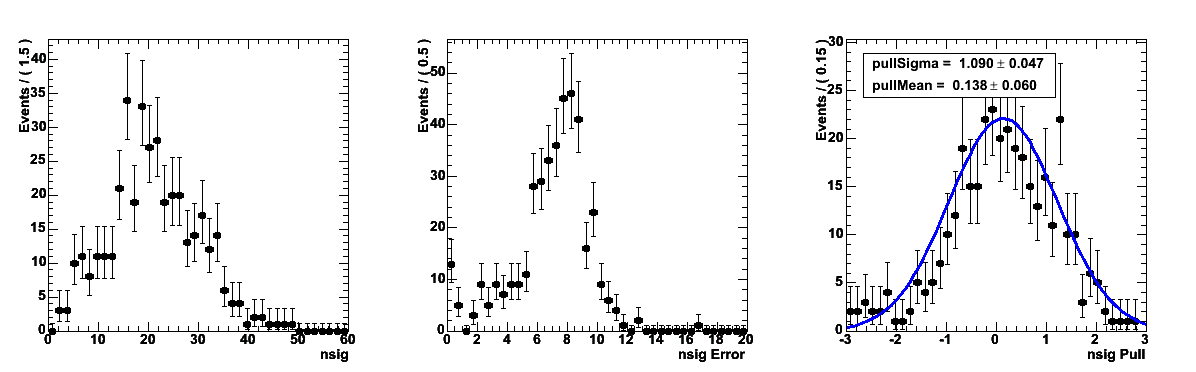 Events / ( 1.5 )
40
35
30
25
20
15
10
5
0
0 10 20 30 40 50 60
nsig
Events / ( 0.5 )
50
40
30
20
10
0
0 2 4 6 8 10 12 14 16 18 20
nsig Error
Events / ( 0.15 )
30
25
20
15
10
5
0
pullSigma = 1.090 ± 0.047
pullMean = 0.138 ± 0.060
-3 -2 -1 0 1 2 3
nsig Pull